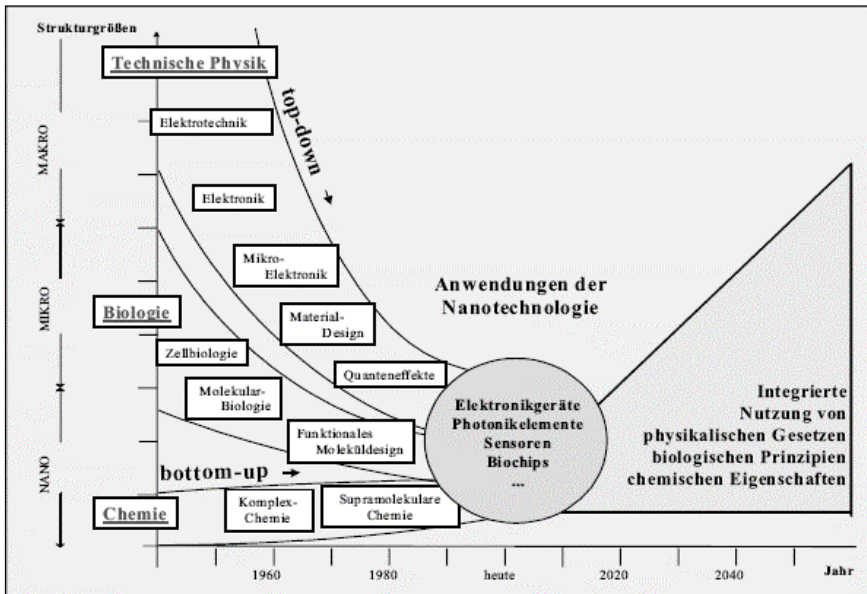 Strukturgrößen
Technische Physik
Elektrotechnik
top-down
MAKRO
Elektronik
Mikro-
Elektronik
Anwendungen der
Nanotechnologie
MIKRO
Biologie
Material-
Design
Zellbiologie
Quanteneffekte
Molekular-
Biologie
Elektronikgeräte
Photonikelemente
Sensoren
Biochips
...
Integrierte
Nutzung von
physikalischen Gesetzen
biologischen Prinzipien
chemischen Eigenschaften
Funktionales
Moleküldesign
bottom-up
NANO
Chemie
Komplex-
Chemie
Supramolekulare
Chemie
1960
1980
heute
2020
2040
Jahr